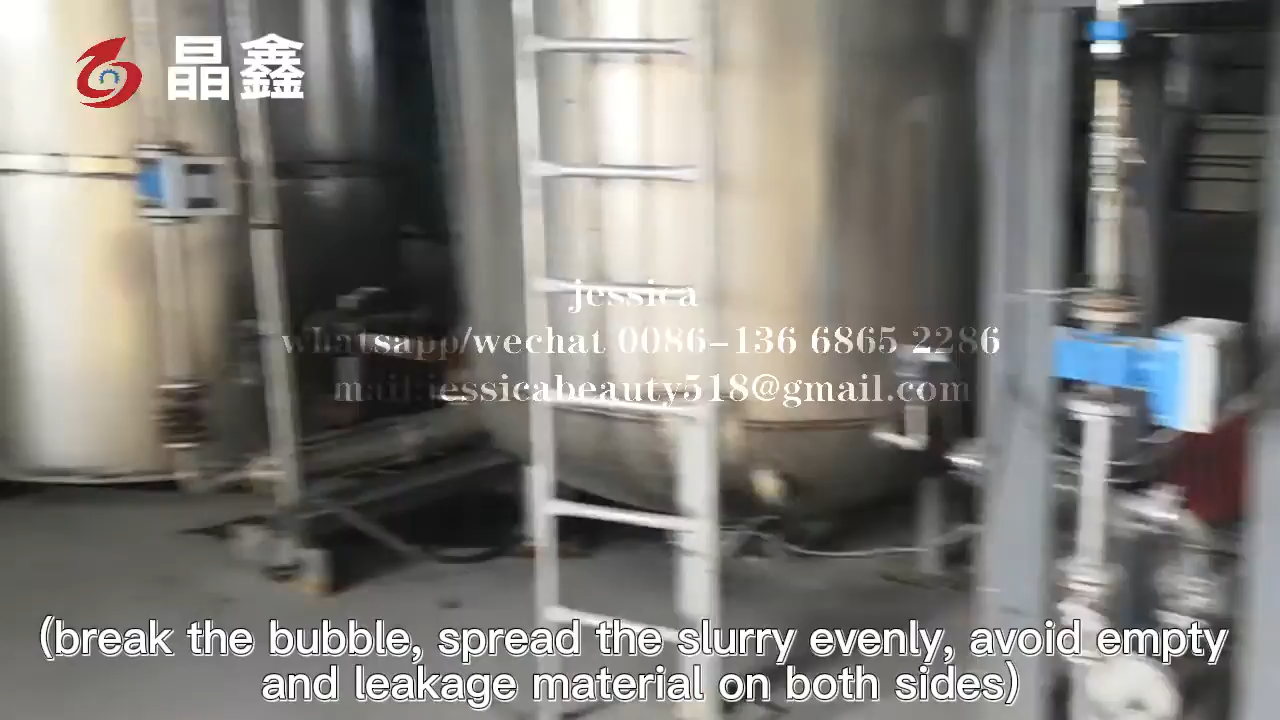 晶鑫
jessica
whatsapp/wechat 0086-136 6865 2286
mail:jessicabeauty518@gmail.com
(break the bubble, spread the slurry evenly, avoid empty
and leakage material on both sides)